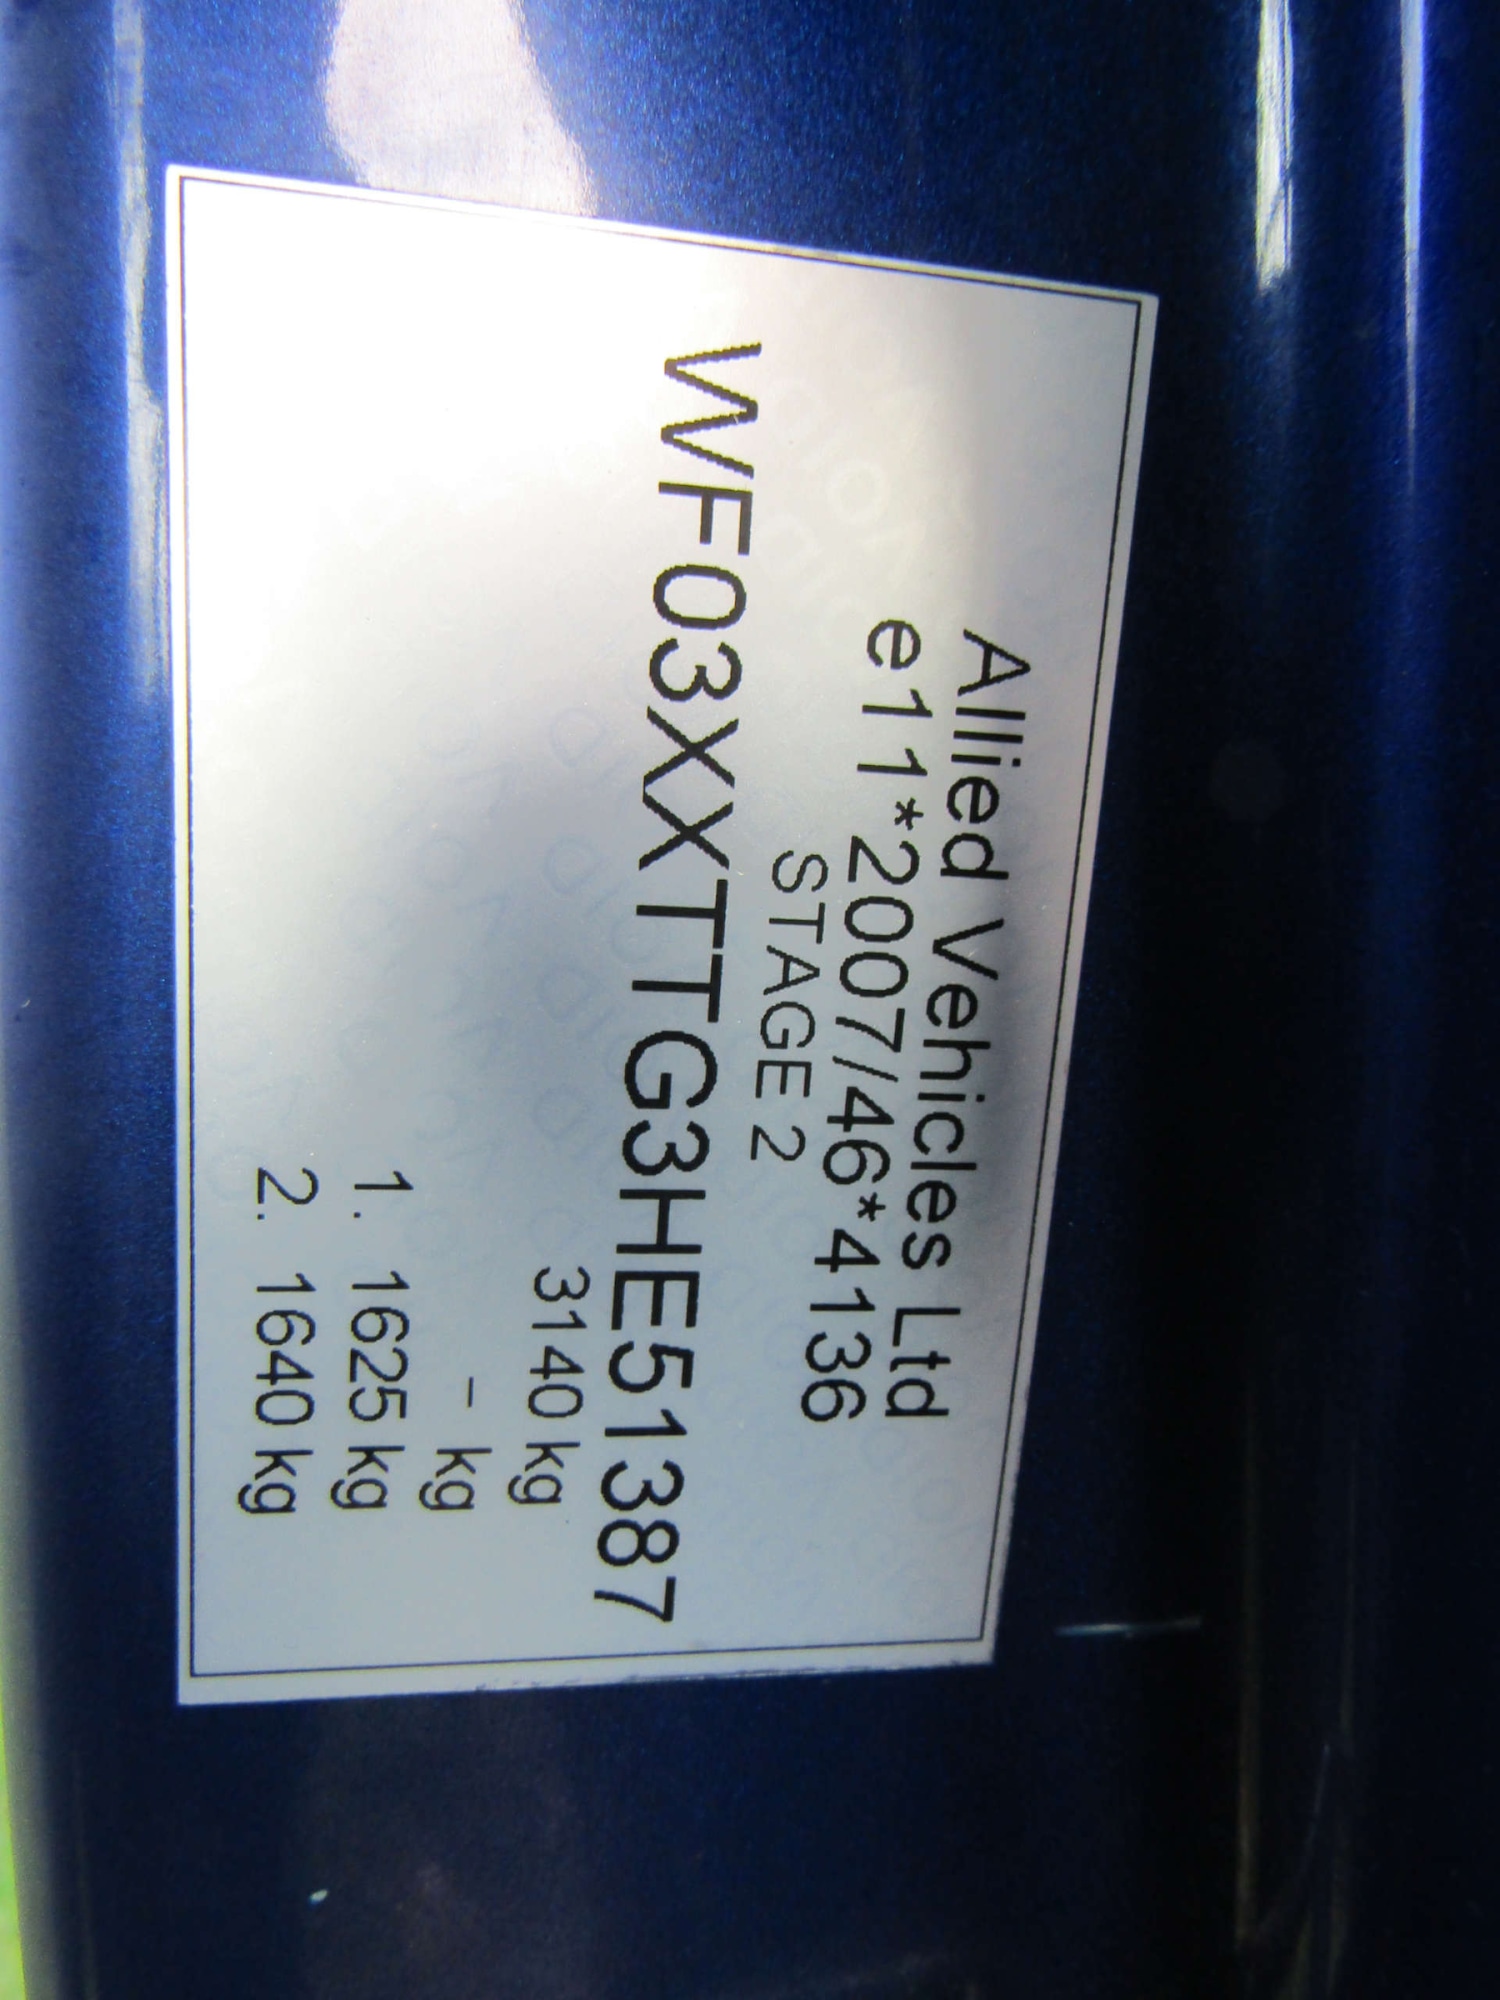 Allied Vehicles Ltd
e11*2007/46*4136
STAGE 2
WF03XXTTG3HE51387
3140 kg
- kg
1. 1625 kg
2. 1640 kg